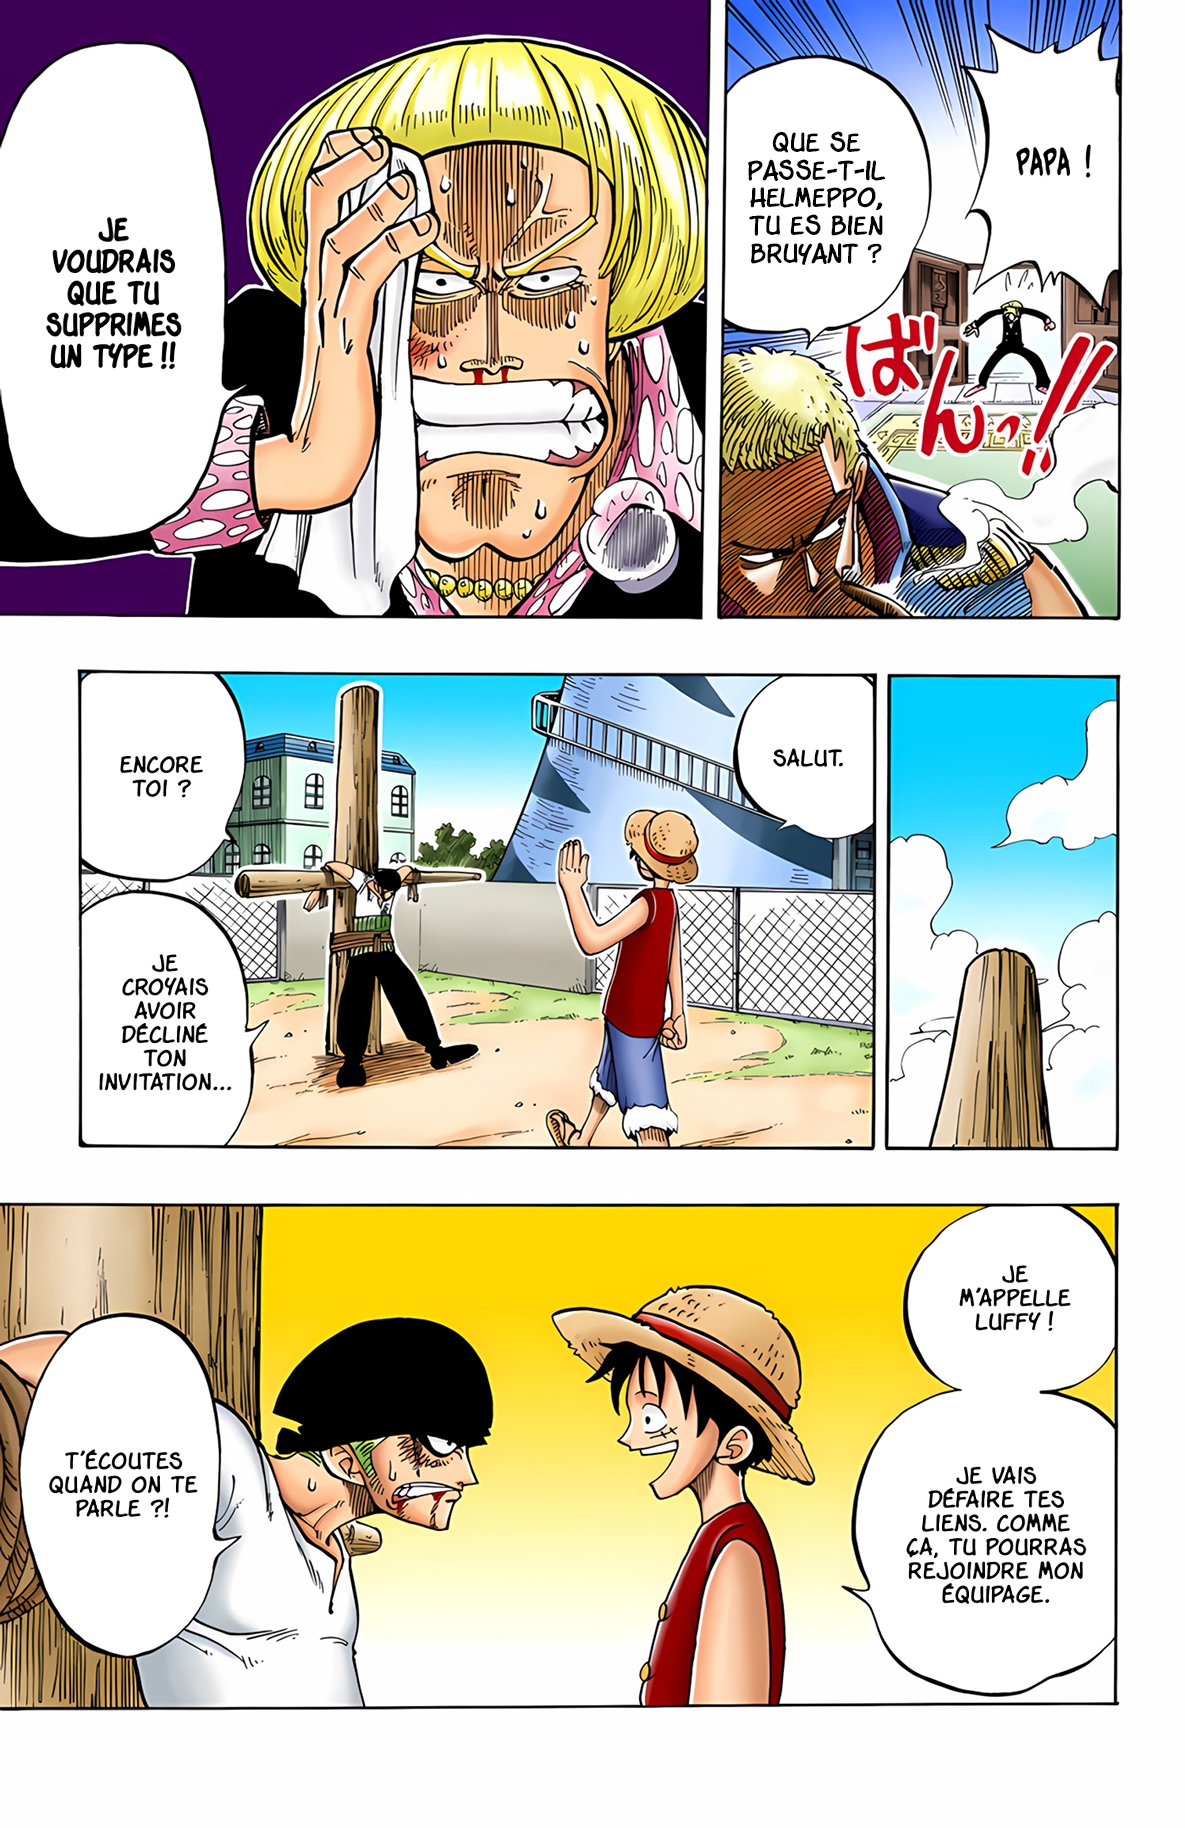 PAPA !
QUE SE
PASSE-T-IL
HELMEPPO,
TU ES BIEN
BRUYANT ?
ばんっ!!
JE
VOUDRAIS
QUE TU
SUPPRIMES
UN TYPE !!
SALUT.
ENCORE
TOI ?
JE
CROYAIS
AVOIR
DÉCLINÉ
TON
INVITATION...
JE
M'APPELLE
LUFFY !
JE VAIS
DÉFAIRE TES
LIENS. COMME
ÇA, TU POURRAS
REJOINDRE MON
ÉQUIPAGE.
T'ÉCOUTES
QUAND ON TE
PARLE ?!